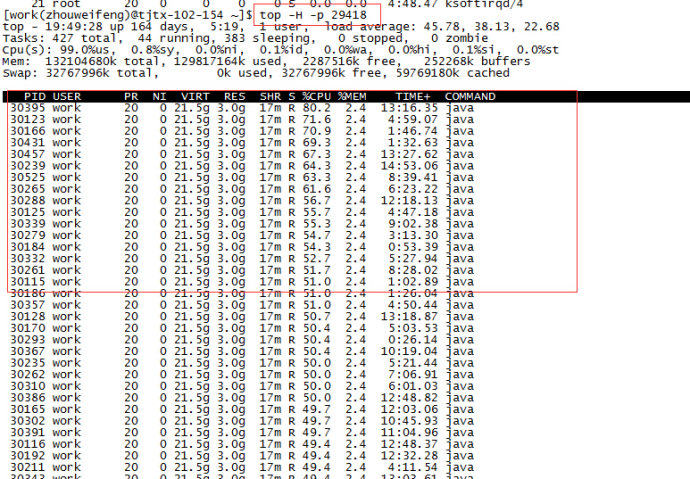 21 root 20 0 0 0 0 S 0.0 0.0 4:48.47 ksoftirqd/4
[work(zhouweifeng)@tjtx-102-154 ~]$ top -H -p 29418
top - 19:49:28 up 164 days, 5:19, 1 user, load average: 45.78, 38.13, 22.68
Tasks: 427 total, 44 running, 383 sleeping, 0 stopped, 0 zombie
Cpu(s): 99.0%us, 0.8%sy, 0.0%ni, 0.1%id, 0.0%wa, 0.0%hi, 0.1%si, 0.0%st
Mem: 132104680k total, 129817164k used, 2287516k free, 252268k buffers
Swap: 32767996k total, 0k used, 32767996k free, 59769180k cached
PID USER PR NI VIRT RES SHR S %CPU %MEM TIME+ COMMAND
30395 work 20 0 21.5g 3.0g 17m R 80.2 2.4 13:16.35 java
30123 work 20 0 21.5g 3.0g 17m R 71.6 2.4 4:59.07 java
30166 work 20 0 21.5g 3.0g 17m R 70.9 2.4 1:46.74 java
30431 work 20 0 21.5g 3.0g 17m R 69.3 2.4 1:32.63 java
30457 work 20 0 21.5g 3.0g 17m R 67.3 2.4 13:27.62 java
30239 work 20 0 21.5g 3.0g 17m R 64.3 2.4 14:53.06 java
30525 work 20 0 21.5g 3.0g 17m R 63.3 2.4 8:39.41 java
30265 work 20 0 21.5g 3.0g 17m R 61.6 2.4 6:23.22 java
30288 work 20 0 21.5g 3.0g 17m R 56.7 2.4 12:18.13 java
30125 work 20 0 21.5g 3.0g 17m R 55.7 2.4 4:47.18 java
30339 work 20 0 21.5g 3.0g 17m R 55.3 2.4 9:02.38 java
30279 work 20 0 21.5g 3.0g 17m R 54.7 2.4 3:13.30 java
30184 work 20 0 21.5g 3.0g 17m R 54.3 2.4 0:53.39 java
30332 work 20 0 21.5g 3.0g 17m R 52.7 2.4 5:27.94 java
30261 work 20 0 21.5g 3.0g 17m R 51.7 2.4 8:28.02 java
30115 work 20 0 21.5g 3.0g 17m R 51.0 2.4 1:02.89 java
30186 work 20 0 21.5g 3.0g 17m R 51.0 2.4 1:26.04 java
30357 work 20 0 21.5g 3.0g 17m R 51.0 2.4 4:50.44 java
30128 work 20 0 21.5g 3.0g 17m R 50.7 2.4 13:18.87 java
30170 work 20 0 21.5g 3.0g 17m R 50.4 2.4 5:03.53 java
30293 work 20 0 21.5g 3.0g 17m R 50.4 2.4 0:26.14 java
30367 work 20 0 21.5g 3.0g 17m R 50.4 2.4 10:19.04 java
30235 work 20 0 21.5g 3.0g 17m R 50.0 2.4 5:21.44 java
30262 work 20 0 21.5g 3.0g 17m R 50.0 2.4 7:06.91 java
30310 work 20 0 21.5g 3.0g 17m R 50.0 2.4 6:01.03 java
30386 work 20 0 21.5g 3.0g 17m R 50.0 2.4 12:48.82 java
30165 work 20 0 21.5g 3.0g 17m R 49.7 2.4 12:03.06 java
30302 work 20 0 21.5g 3.0g 17m R 49.7 2.4 10:45.93 java
30391 work 20 0 21.5g 3.0g 17m R 49.7 2.4 11:04.96 java
30116 work 20 0 21.5g 3.0g 17m R 49.4 2.4 12:48.37 java
30192 work 20 0 21.5g 3.0g 17m R 49.4 2.4 12:32.28 java
30211 work 20 0 21.5g 3.0g 17m R 49.4 2.4 4:11.54 java
30343 work 20 0 21.5g 3.0g 17m R 49.4 2.4 13:03.61 java